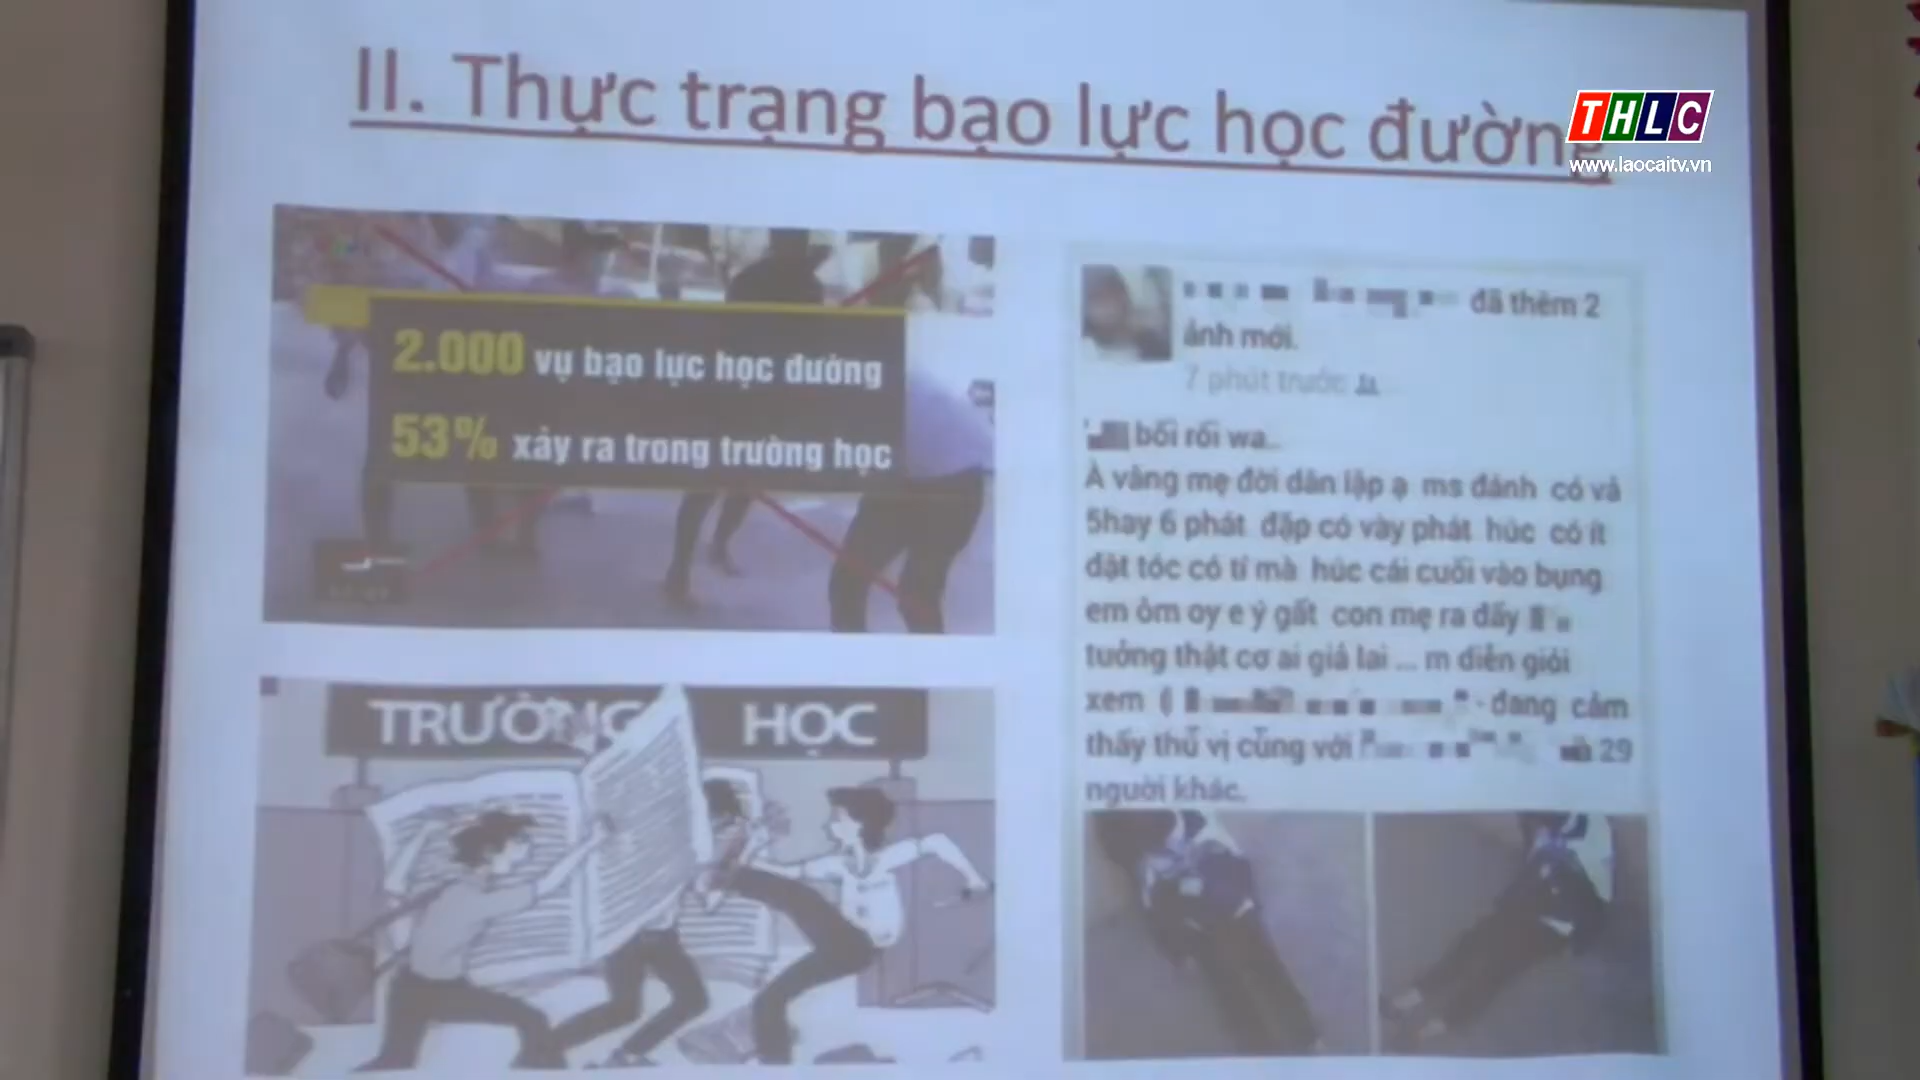 II. Thực trạng bạo lực học đường
THLC
www.laocaitv.vn
2.000 vụ bạo lực học đường
53% xảy ra trong trường học
đã thêm 2
ảnh mới.
7 phút trước
bối rối wa..
À vâng mẹ đời dân lập ạ ms đánh có vả
5hay 6 phát đặp có vày phát húc có ít
dật tóc có tí mà húc cái cuối vào bụng
em ôm oy e ý gất con mẹ ra đấy
tưởng thật cơ ai giả lai ... m diễn giỏi
xem ( - đang cảm
thấy thú vị cùng với và 29
người khác.
TRƯỜNG HỌC